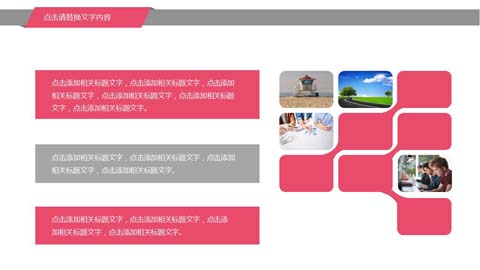 点击请替换文字内容
点击添加相关标题文字，点击添加相关标题文字，点击添加
相关标题文字，点击添加相关标题文字，点击添加相关标题
文字，点击添加相关标题文字。
点击添加相关标题文字，点击添加相关标题文字，点击添加
相关标题文字，点击添加相关标题文字。
点击添加相关标题文字，点击添加相关标题文字，点击添
加相关标题文字，点击添加相关标题文字。